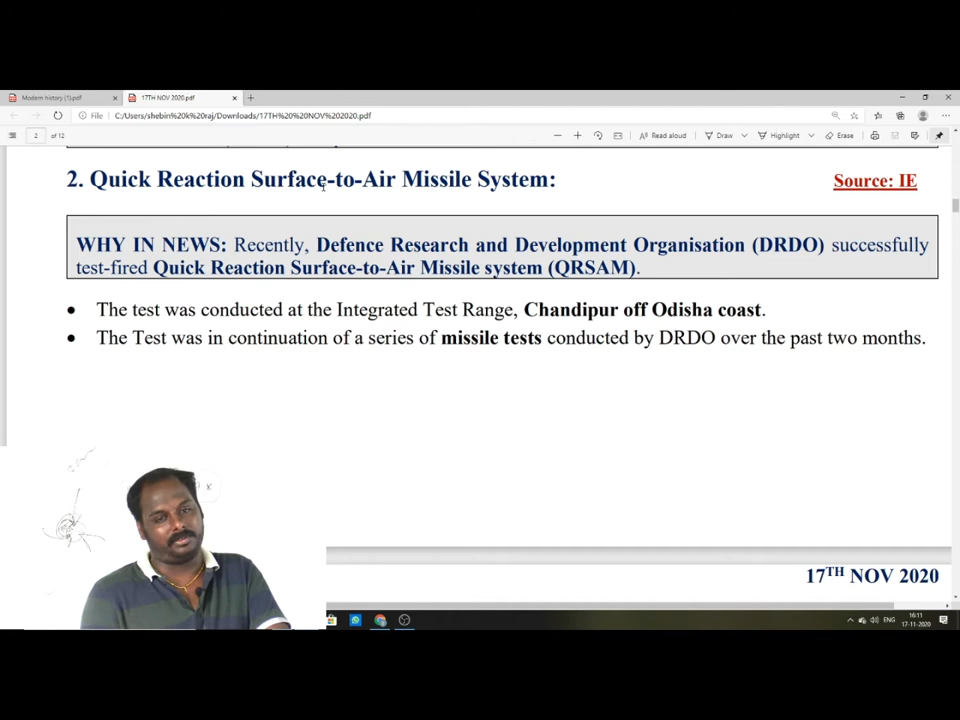 Modern history (1).pdf
17TH NOV 2020.pdf
File C:/Users/shebin%20k%20raj/Downloads/17TH%20%20NOV%202020.pdf
2 of 12
Read aloud Draw Highlight Erase
2. Quick Reaction Surface-to-Air Missile System:
Source: IE
WHY IN NEWS: Recently, Defence Research and Development Organisation (DRDO) successfully
test-fired Quick Reaction Surface-to-Air Missile system (QRSAM).
• The test was conducted at the Integrated Test Range, Chandipur off Odisha coast.
• The Test was in continuation of a series of missile tests conducted by DRDO over the past two months.
17TH NOV 2020
ENG
16:11
17-11-2020